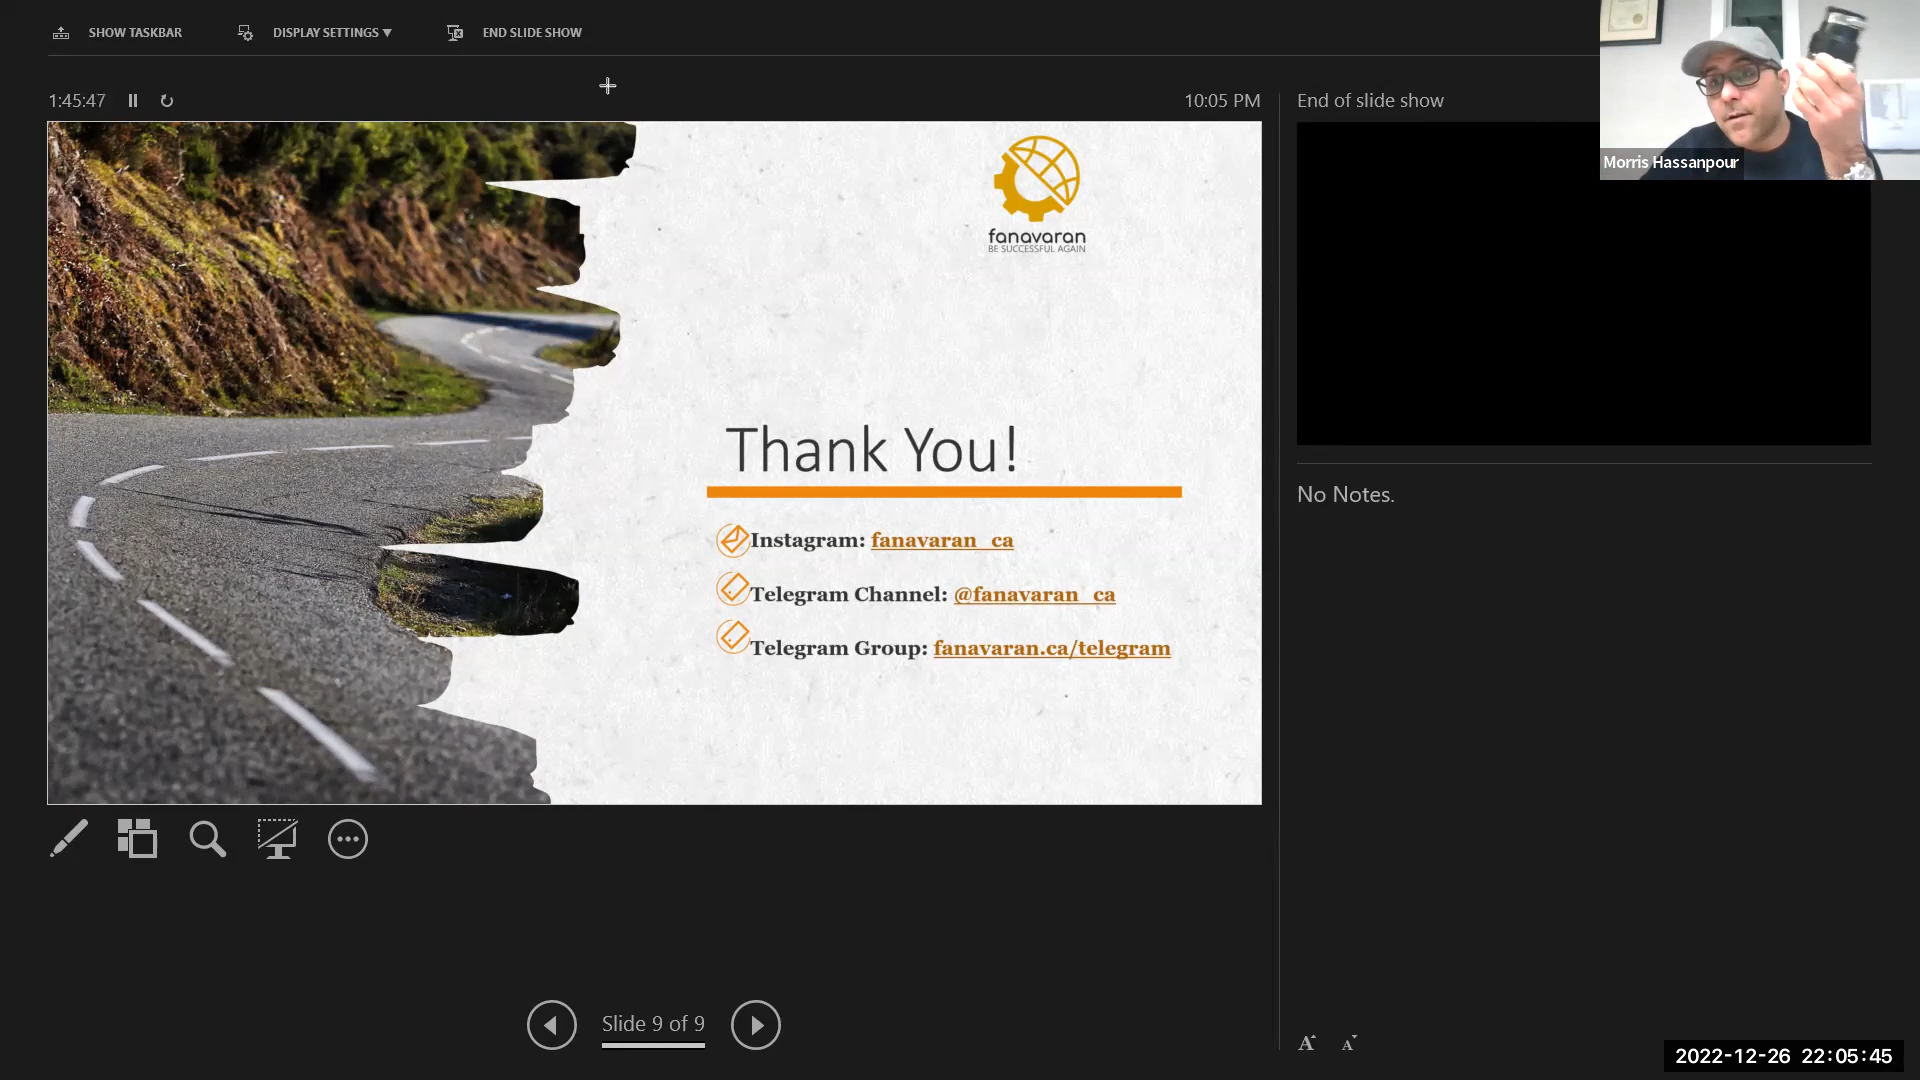 SHOW TASKBAR
DISPLAY SETTINGS ▼
END SLIDE SHOW
1:45:47
10:05 PM
End of slide show
Morris Hassanpour
fanavaran
BE SUCCESSFUL AGAIN
Thank You!
Instagram: fanavaran_ca
Telegram Channel: @fanavaran_ca
Telegram Group: fanavaran.ca/telegram
No Notes.
Slide 9 of 9
A A
2022-12-26 22:05:45